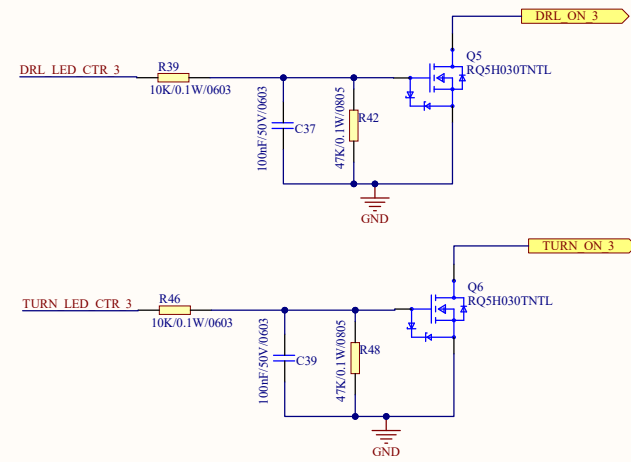 DRL_ON_3
Q5
RQ5H030TNTL
DRL_LED_CTR_3
R39
10K/0.1W/0603
100nF/50V/0603
C37
47K/0.1W/0805
R42
GND
TURN_ON_3
Q6
RQ5H030TNTL
TURN_LED_CTR_3
R46
10K/0.1W/0603
100nF/50V/0603
C39
47K/0.1W/0805
R48
GND